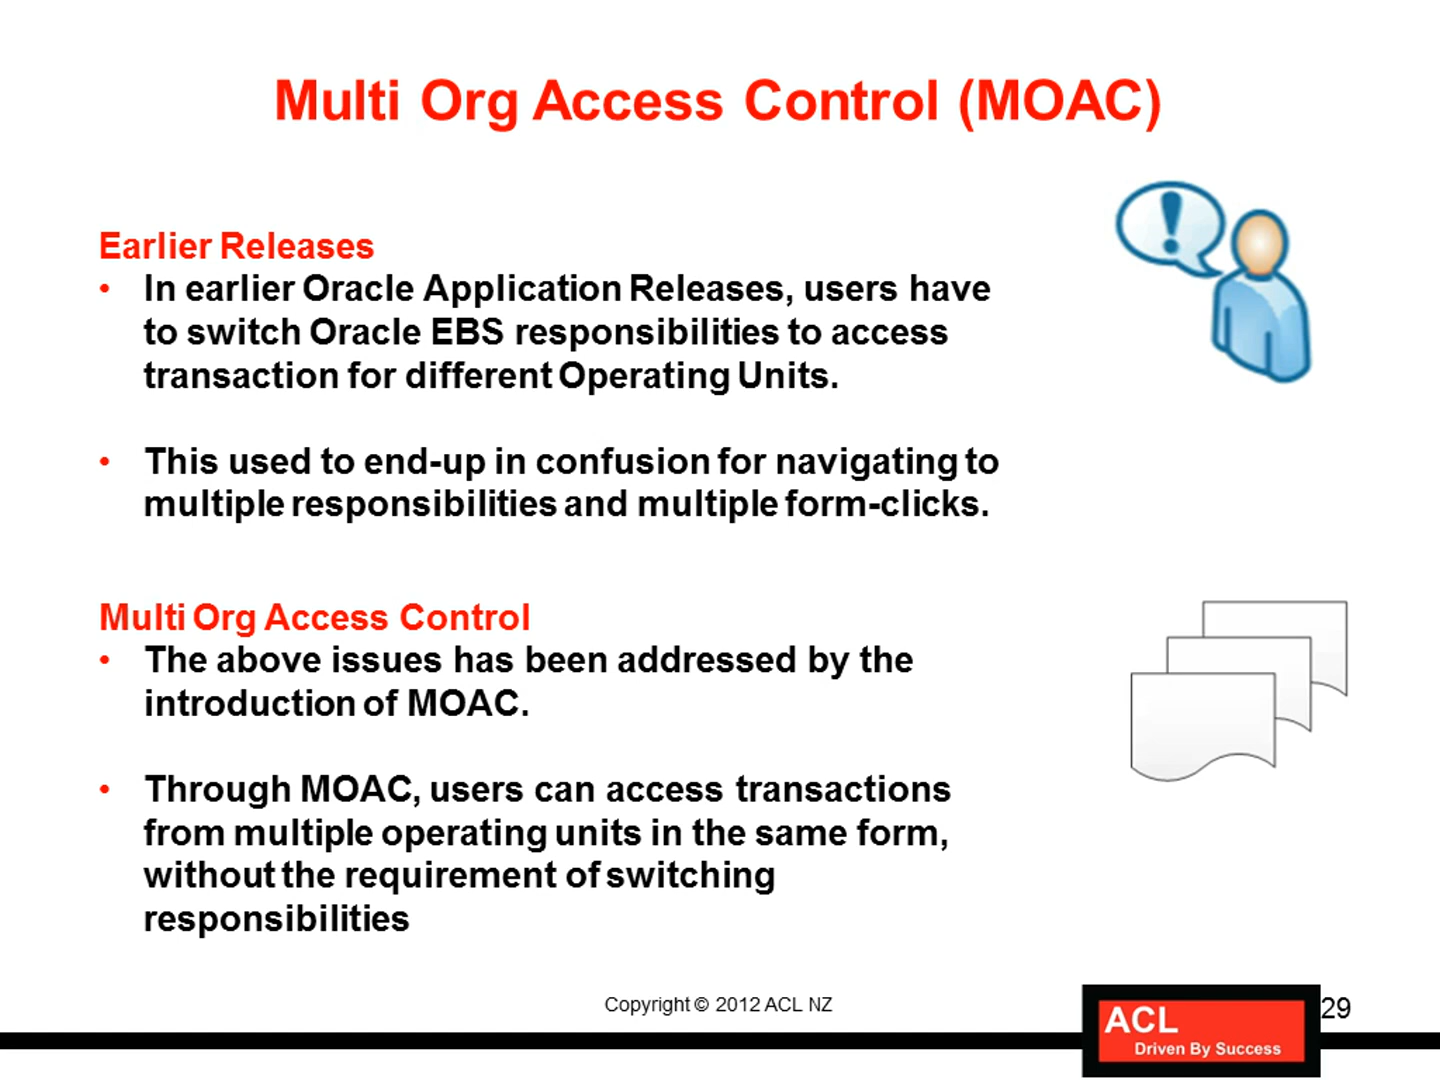 Multi Org Access Control (MOAC)
Earlier Releases
• In earlier Oracle Application Releases, users have
to switch Oracle EBS responsibilities to access
transaction for different Operating Units.
• This used to end-up in confusion for navigating to
multiple responsibilities and multiple form-clicks.
Multi Org Access Control
• The above issues has been addressed by the
introduction of MOAC.
• Through MOAC, users can access transactions
from multiple operating units in the same form,
without the requirement of switching
responsibilities
Copyright © 2012 ACL NZ
29
ACL
Driven By Success